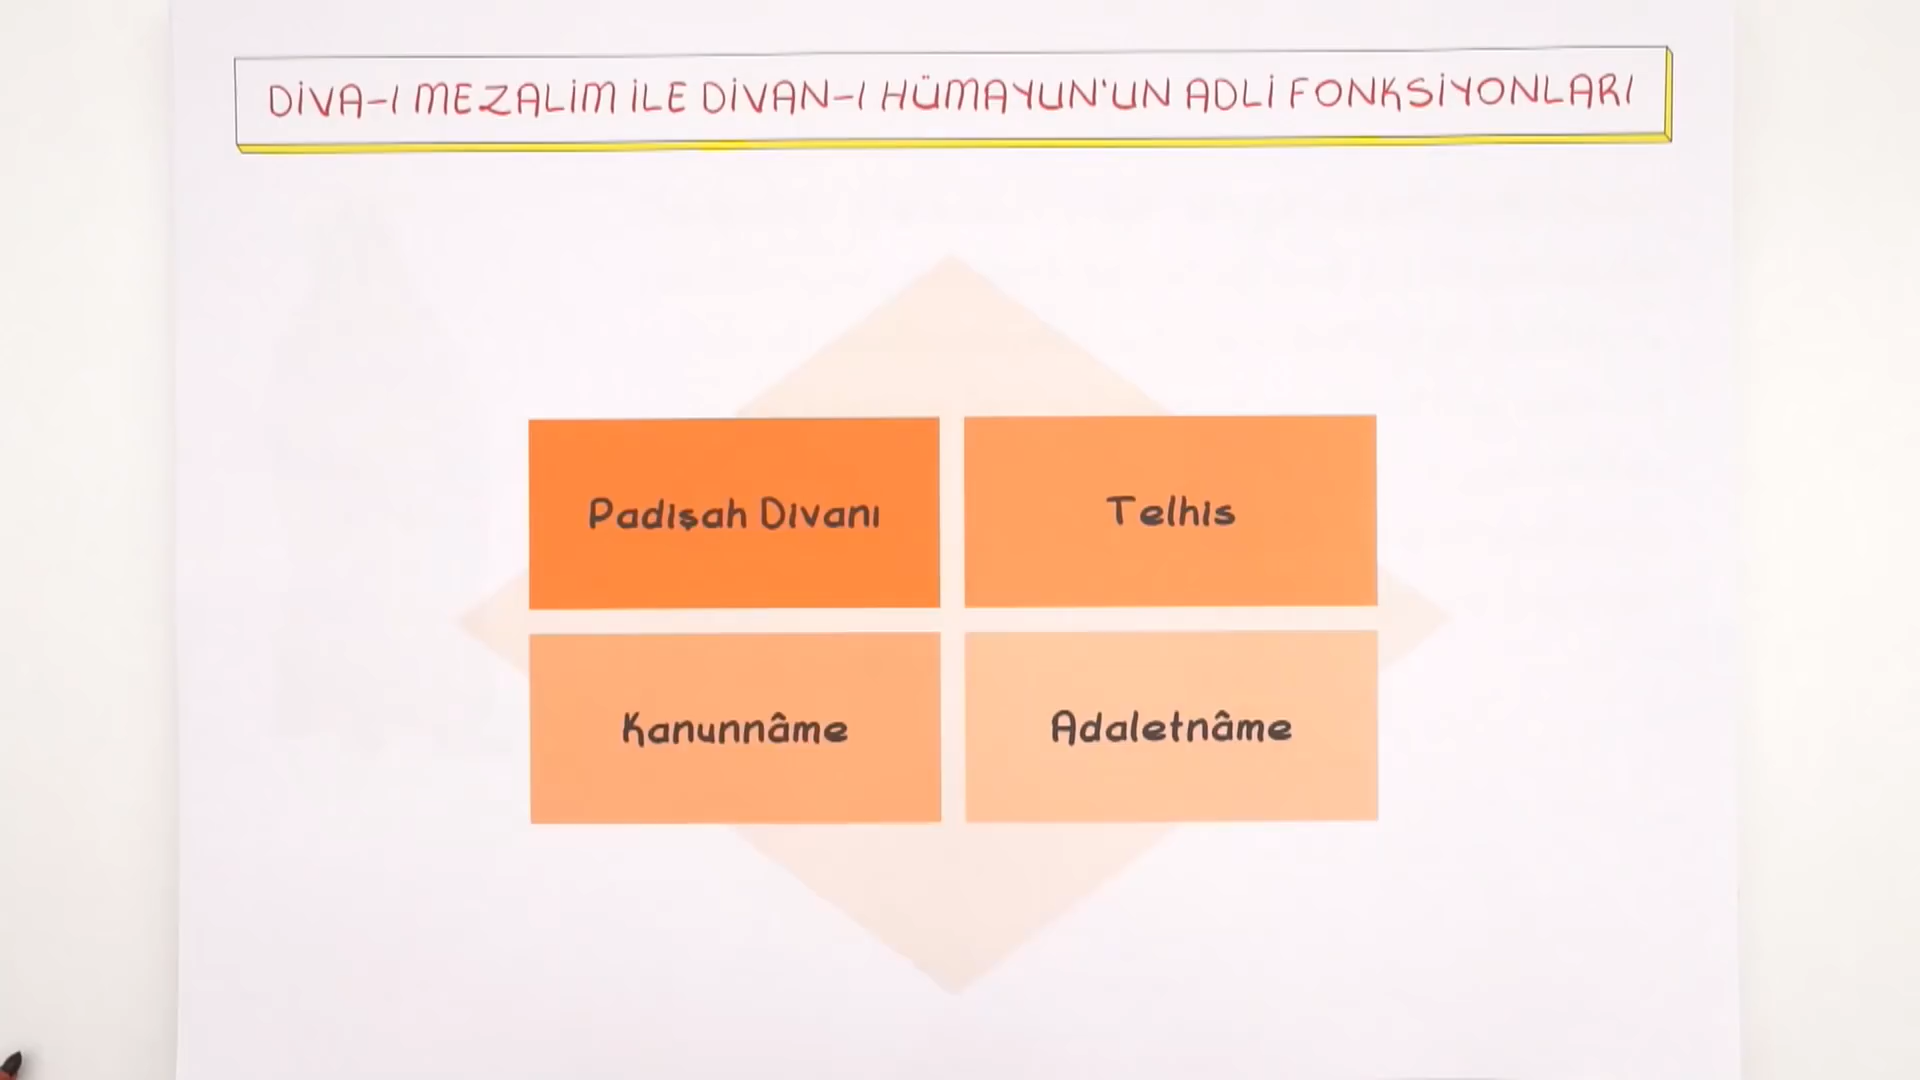 DİVA-I MEZALİM İLE DİVAN-I HÜMAYUN'UN ADLİ FONKSİYONLARI
Padişah Divanı
Telhis
Kanunnâme
Adaletnâme